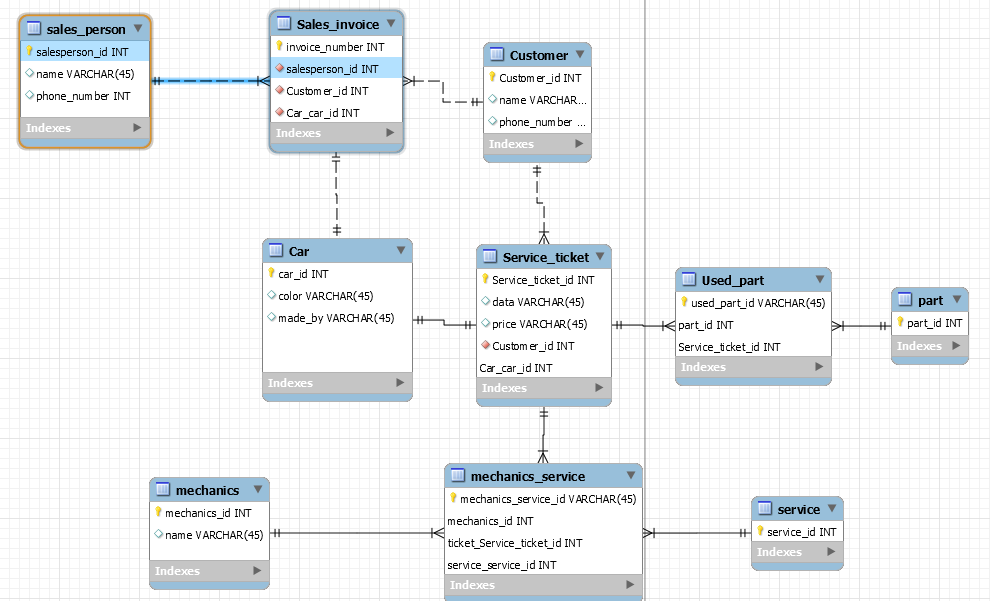 sales_person
salesperson_id INT
name VARCHAR(45)
phone_number INT
Indexes
Sales_invoice
invoice_number INT
salesperson_id INT
Customer_id INT
Car_car_id INT
Indexes
Customer
Customer_id INT
name VARCHAR...
phone_number ...
Indexes
Car
car_id INT
color VARCHAR(45)
made_by VARCHAR(45)
Indexes
Service_ticket
Service_ticket_id INT
data VARCHAR(45)
price VARCHAR(45)
Customer_id INT
Car_car_id INT
Indexes
Used_part
used_part_id VARCHAR(45)
part_id INT
Service_ticket_id INT
Indexes
part
part_id INT
Indexes
mechanics
mechanics_id INT
name VARCHAR(45)
Indexes
mechanics_service
mechanics_service_id VARCHAR(45)
mechanics_id INT
ticket_Service_ticket_id INT
service_service_id INT
Indexes
service
service_id INT
Indexes